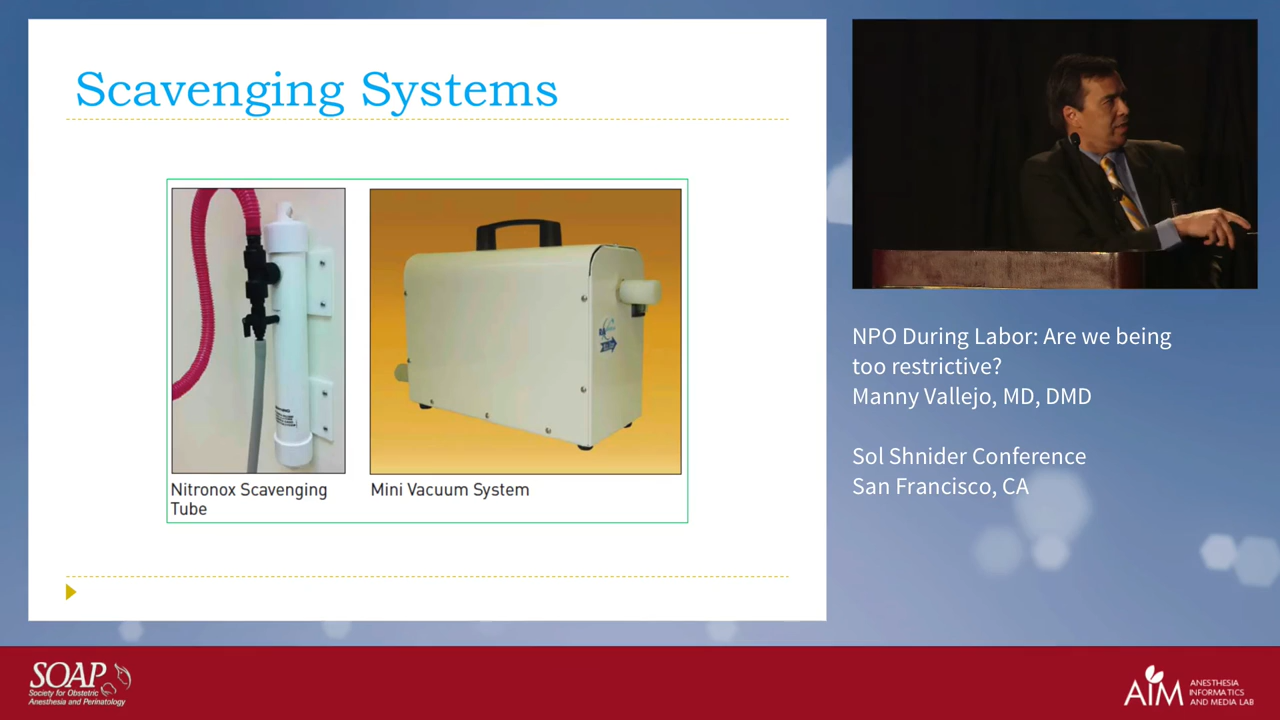 Scavenging Systems
Nitronox Scavenging
Tube
Mini Vacuum System
NPO During Labor: Are we being
too restrictive?
Manny Vallejo, MD, DMD
Sol Shnider Conference
San Francisco, CA
SOAP
Society for Obstetric
Anesthesia and Perinatology
AIM
ANESTHESIA
INFORMATICS
AND MEDIA LAB